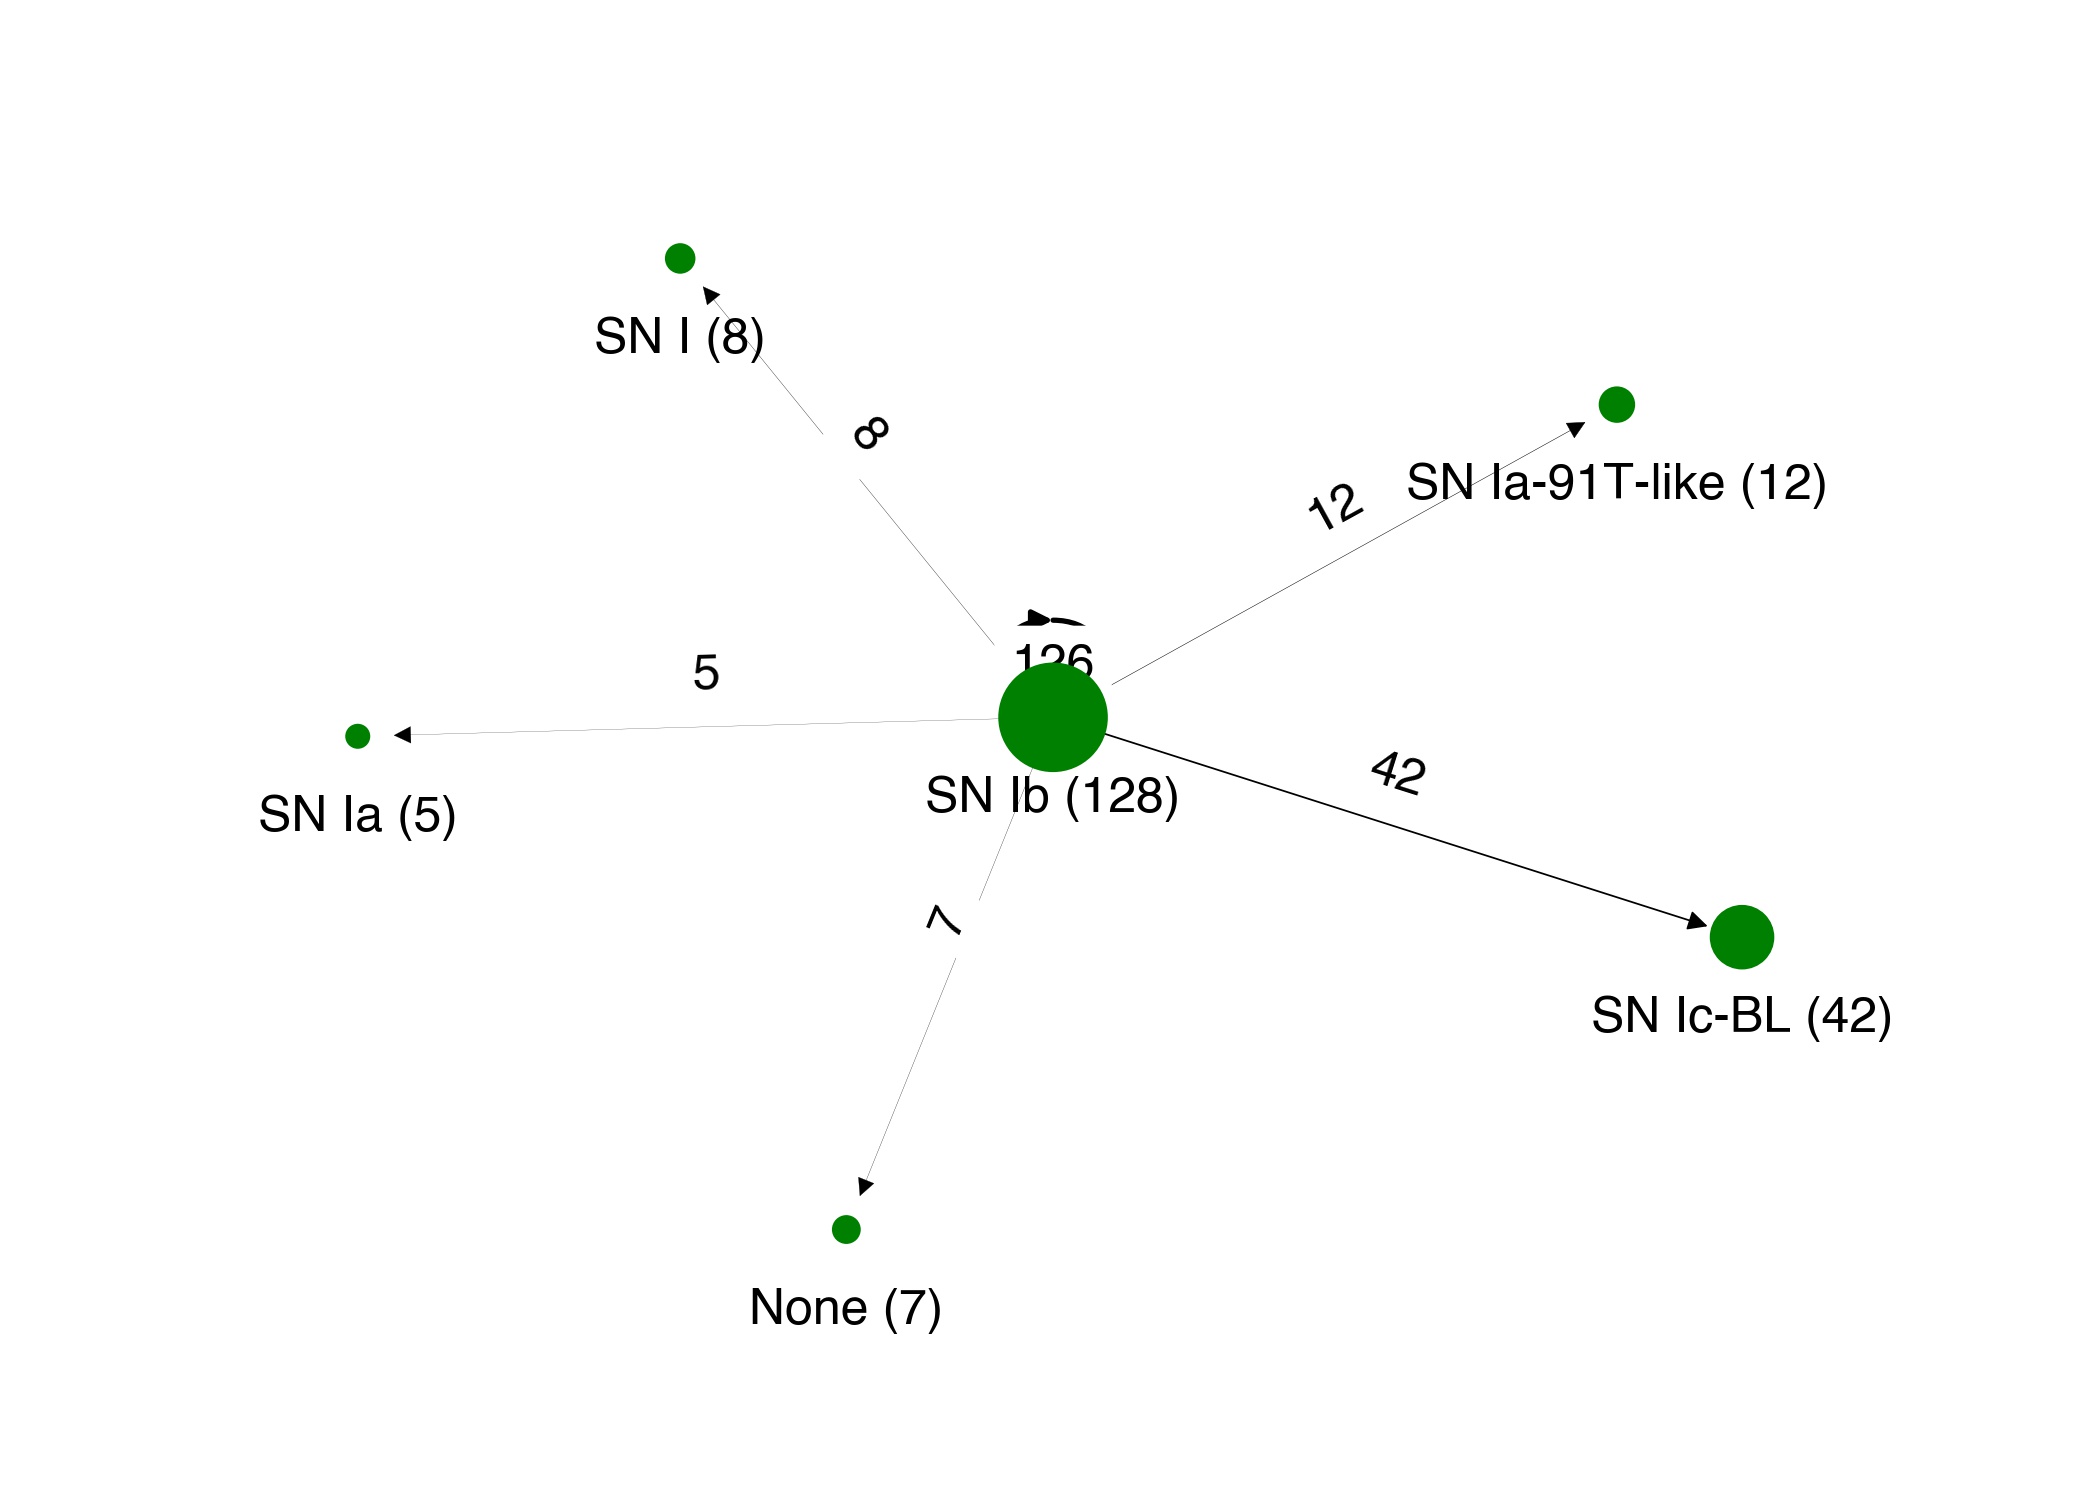 SN I (8)
8
12
SN Ia-91T-like (12)
126
5
SN Ib (128)
42
SN Ia (5)
7
SN Ic-BL (42)
None (7)